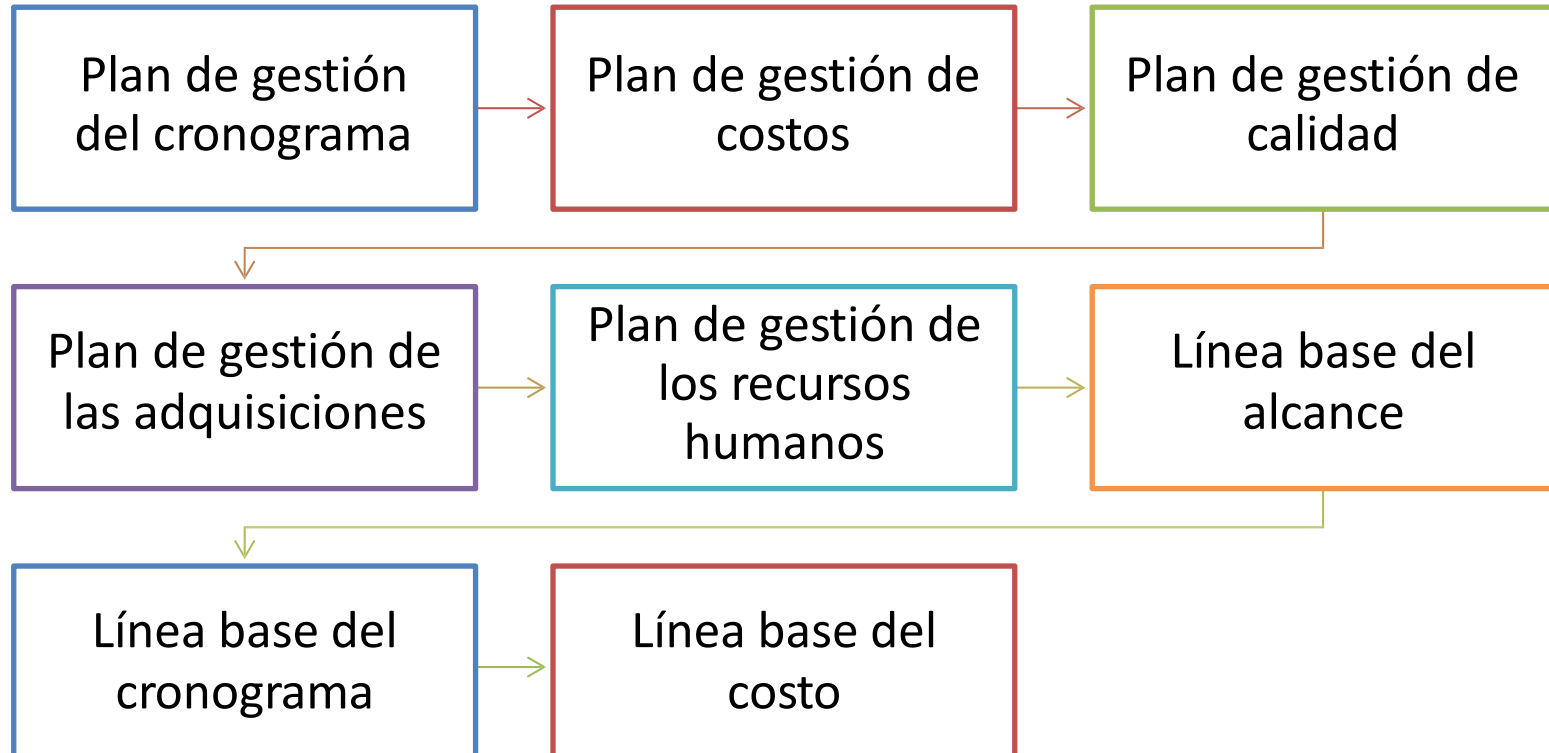 Plan de gestión
del cronograma
Plan de gestión de
costos
Plan de gestión de
calidad
Plan de gestión de
las adquisiciones
Plan de gestión de
los recursos
humanos
Línea base del
alcance
Línea base del
cronograma
Línea base del
costo